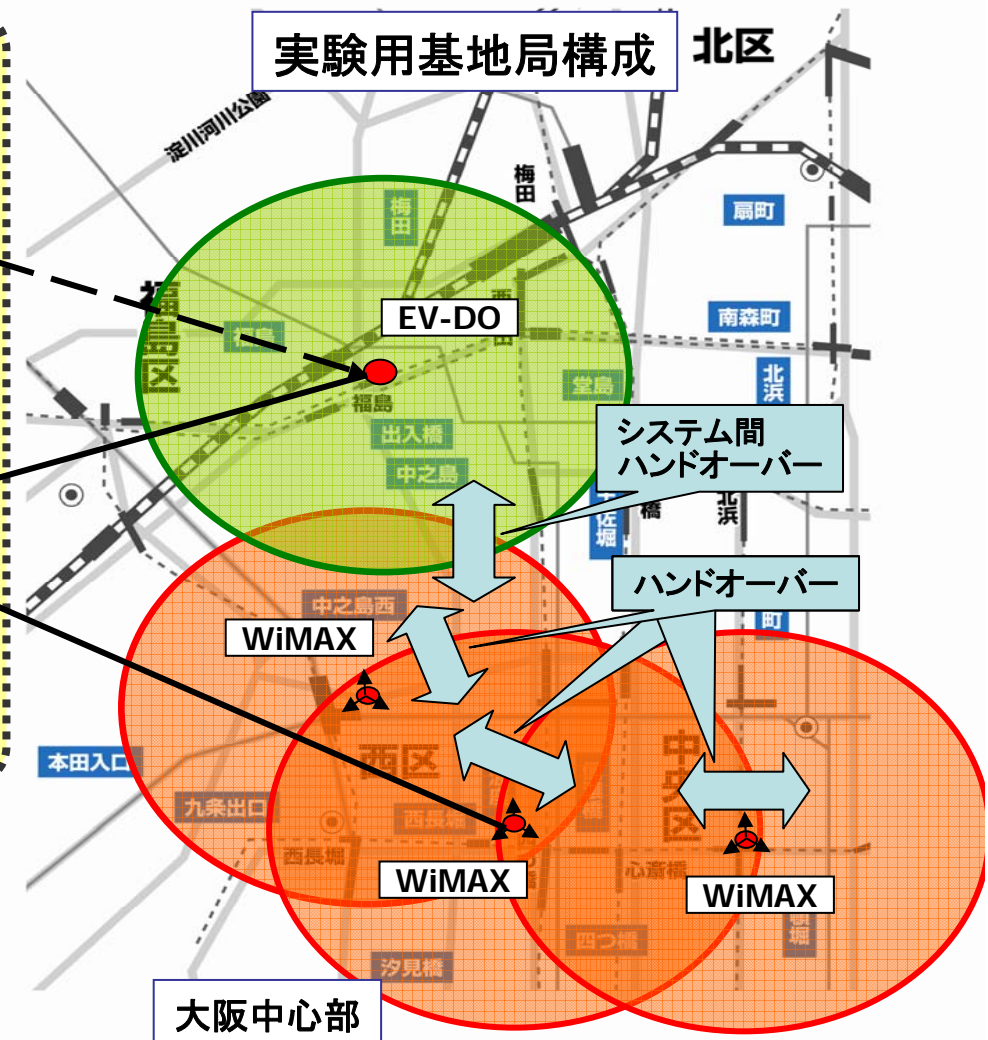 実験用基地局構成
北区
淀川河川公園
梅田
梅田
扇町
福島区
福島
EV-DO
南森町
北浜
福島
堂島
出入橋
中之島
システム間
ハンドオーバー
北浜
橋
ハンドオーバー
中之島西
町
WiMAX
本田入口
西区
中央区
九条出口
西長堀
西長堀
心斎橋
WiMAX
WiMAX
四つ橋
汐見橋
大阪中心部